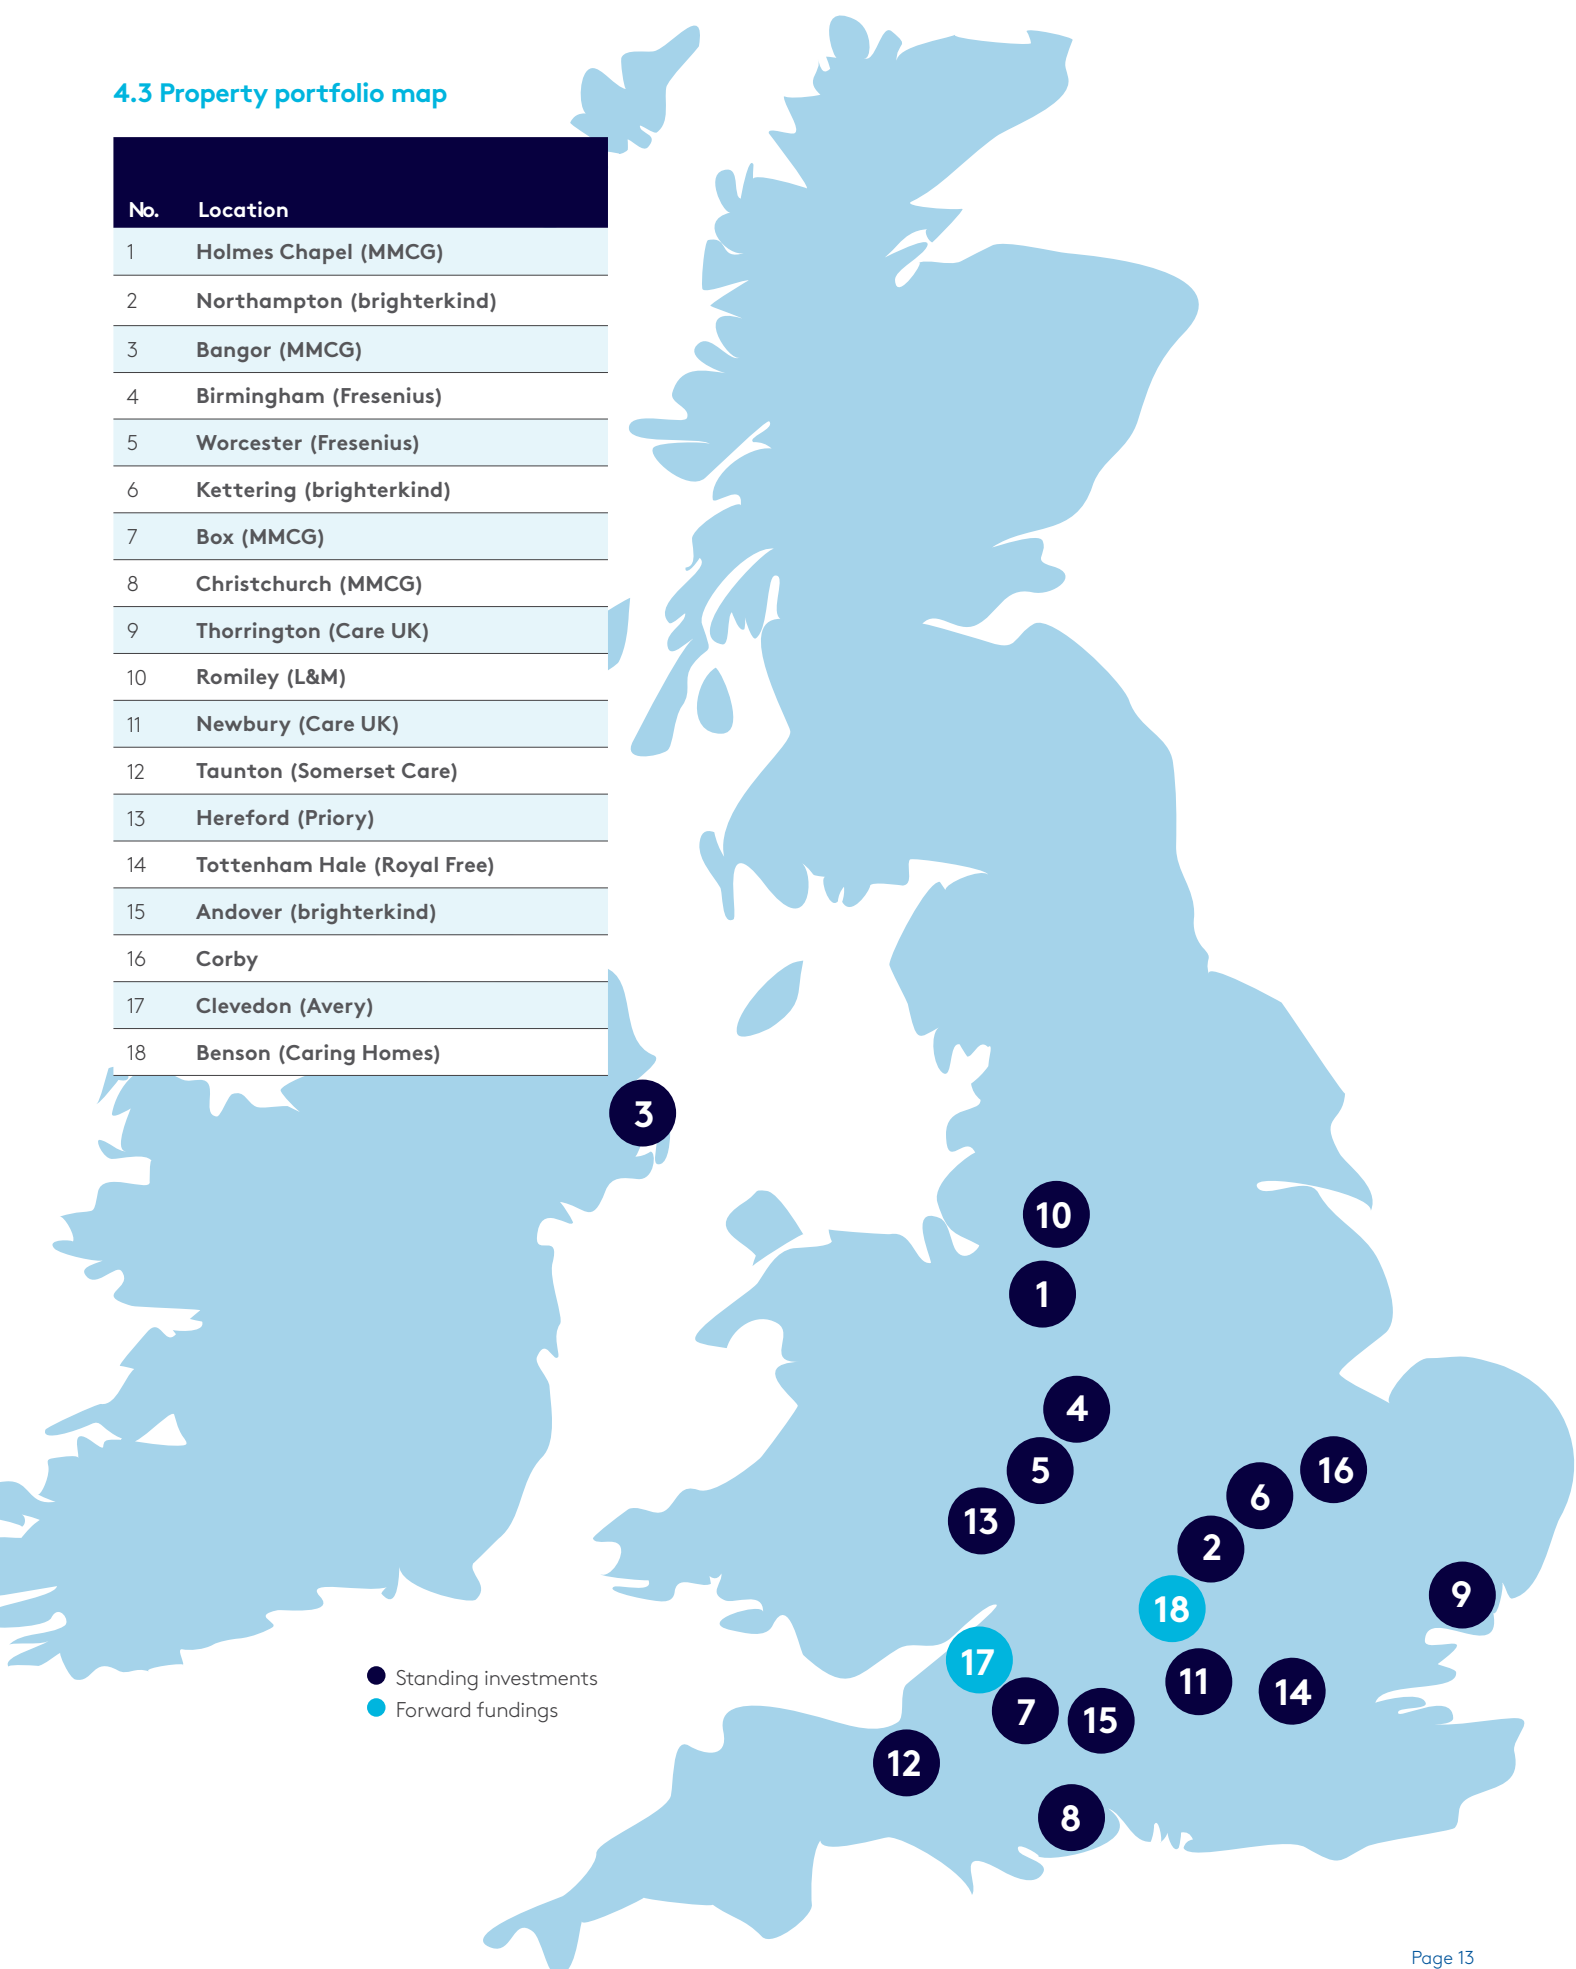 4.3 Property portfolio map
No. Location
1 Holmes Chapel (MMCG)
2 Northampton (brighterkind)
3 Bangor (MMCG)
4 Birmingham (Fresenius)
5 Worcester (Fresenius)
6 Kettering (brighterkind)
7 Box (MMCG)
8 Christchurch (MMCG)
9 Thorrington (Care UK)
10 Romiley (L&M)
11 Newbury (Care UK)
12 Taunton (Somerset Care)
13 Hereford (Priory)
14 Tottenham Hale (Royal Free)
15 Andover (brighterkind)
16 Corby
17 Clevedon (Avery)
18 Benson (Caring Homes)
3
10
1
4
5
16
6
13
2
9
18
17
11
14
7
15
12
8
Standing investments
Forward fundings
Page 13